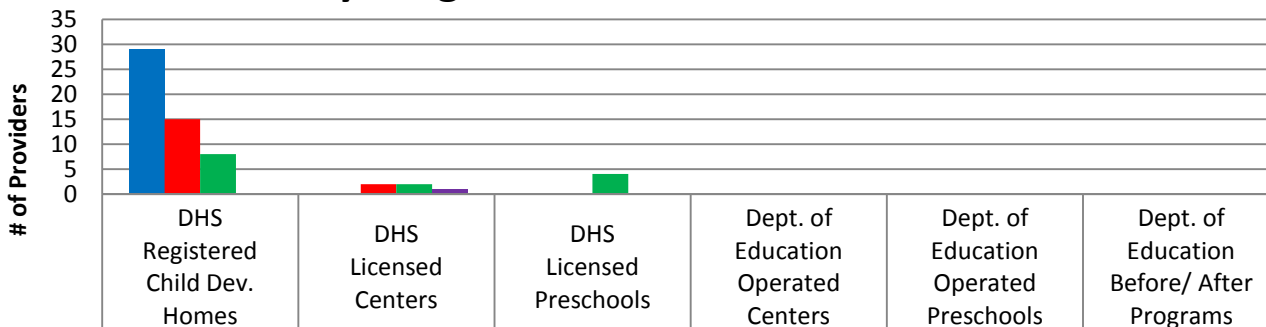 35
30
25
20
15
10
5
0
# of Providers
DHS
Registered
Child Dev.
Homes
DHS
Licensed
Centers
DHS
Licensed
Preschools
Dept. of
Education
Operated
Centers
Dept. of
Education
Operated
Preschools
Dept. of
Education
Before/ After
Programs